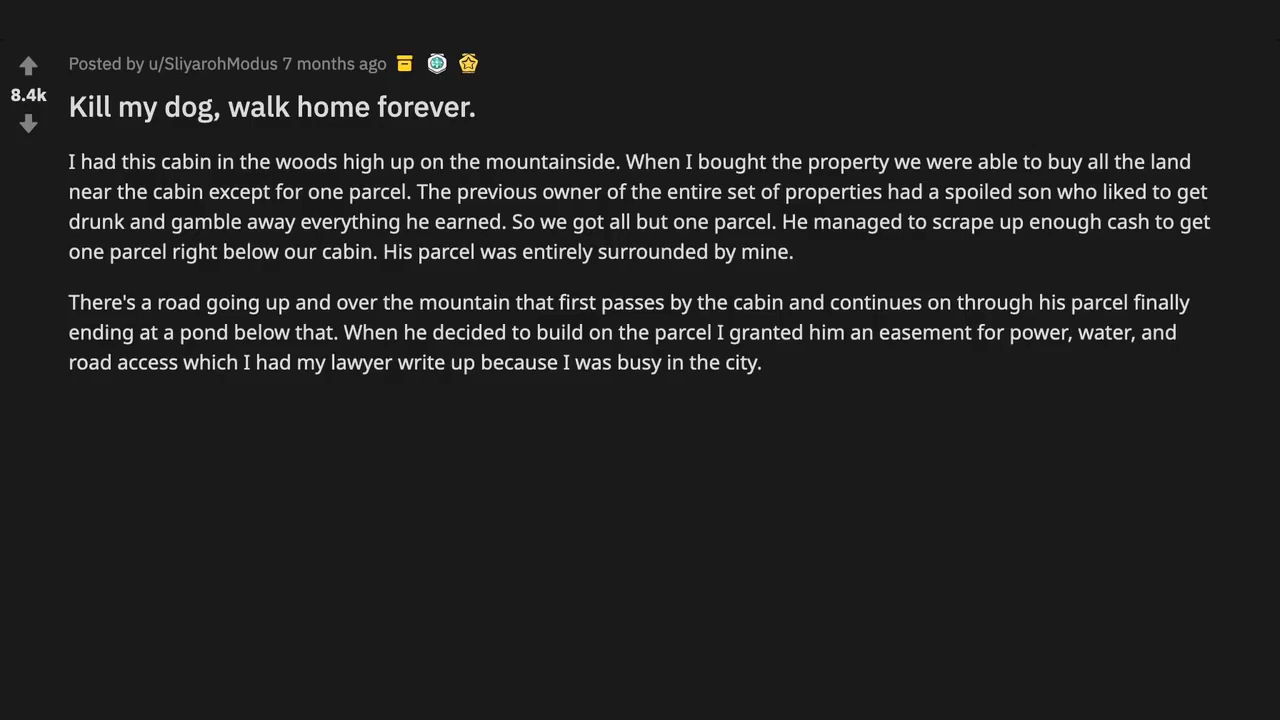 Posted by u/SliyarohModus 7 months ago
8.4k
Kill my dog, walk home forever.
I had this cabin in the woods high up on the mountainside. When I bought the property we were able to buy all the land
near the cabin except for one parcel. The previous owner of the entire set of properties had a spoiled son who liked to get
drunk and gamble away everything he earned. So we got all but one parcel. He managed to scrape up enough cash to get
one parcel right below our cabin. His parcel was entirely surrounded by mine.
There's a road going up and over the mountain that first passes by the cabin and continues on through his parcel finally
ending at a pond below that. When he decided to build on the parcel I granted him an easement for power, water, and
road access which I had my lawyer write up because I was busy in the city.